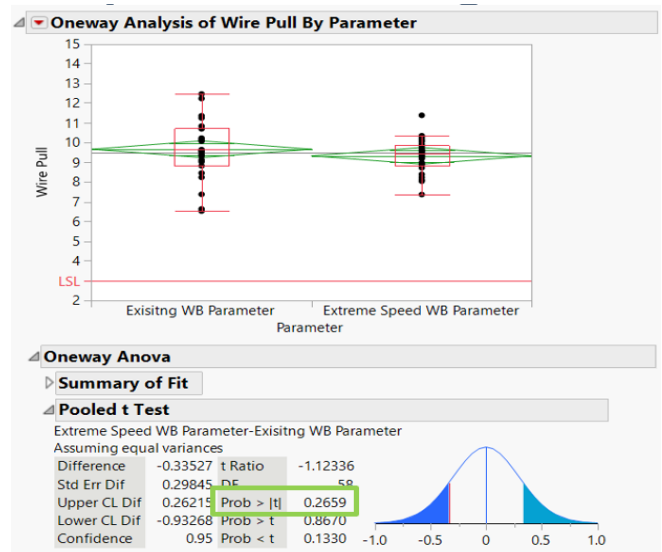 Oneway Analysis of Wire Pull By Parameter
15
14
13
12
11
10
9
8
7
6
5
4
LSL
2
Wire Pull
Exisitng WB Parameter Extreme Speed WB Parameter
Parameter
Oneway Anova
Summary of Fit
Pooled t Test
Extreme Speed WB Parameter-Exisitng WB Parameter
Assuming equal variances
Difference -0.33527 t Ratio -1.12336
Std Err Dif 0.29845 DF 58
Upper CL Dif 0.26215 Prob > |t| 0.2659
Lower CL Dif -0.93268 Prob > t 0.8670
Confidence 0.95 Prob < t 0.1330
-1.0 -0.5 0 0.5 1.0